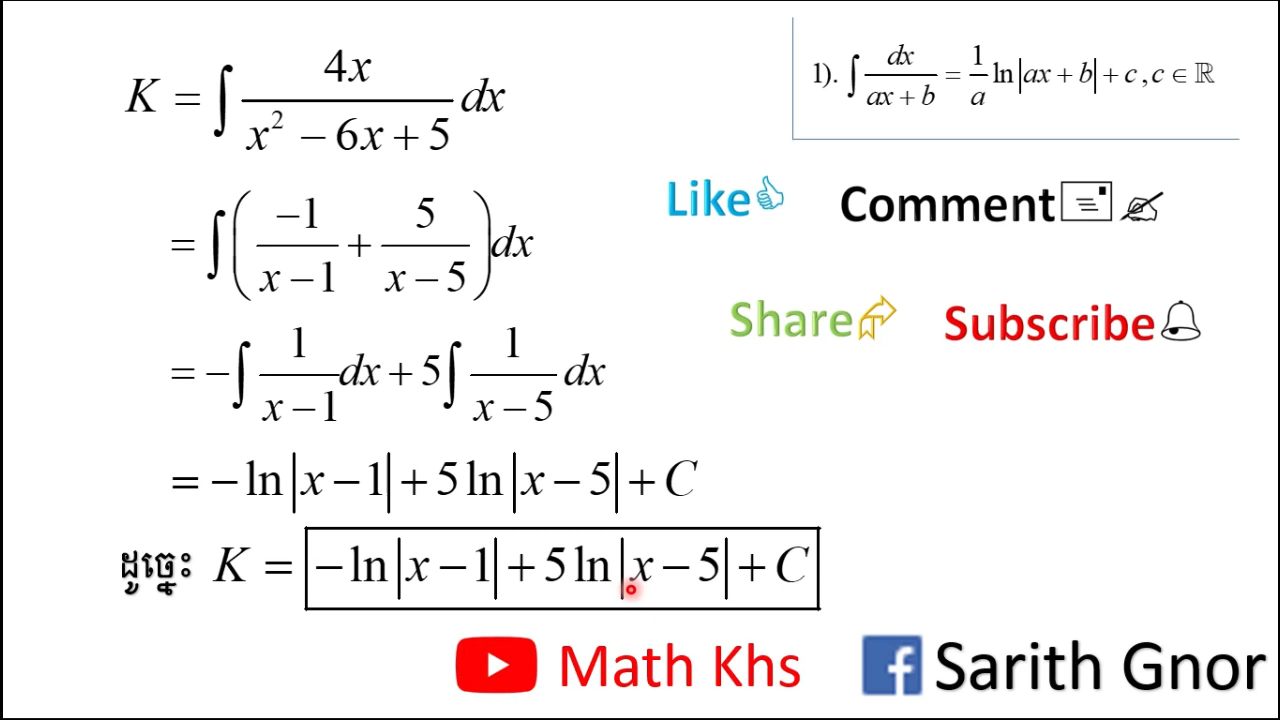 K = ∫ 4x / (x² − 6x + 5) dx
1). ∫ dx / (ax + b) = 1/a ln|ax + b| + c , c ∈ ℝ
= ∫ ( −1 / (x − 1) + 5 / (x − 5) ) dx
Like Comment
= − ∫ 1 / (x − 1) dx + 5 ∫ 1 / (x − 5) dx
Share Subscribe
= − ln|x − 1| + 5 ln|x − 5| + C
ដូច្នេះ K = − ln|x − 1| + 5 ln|x − 5| + C
Math Khs f Sarith Gnor